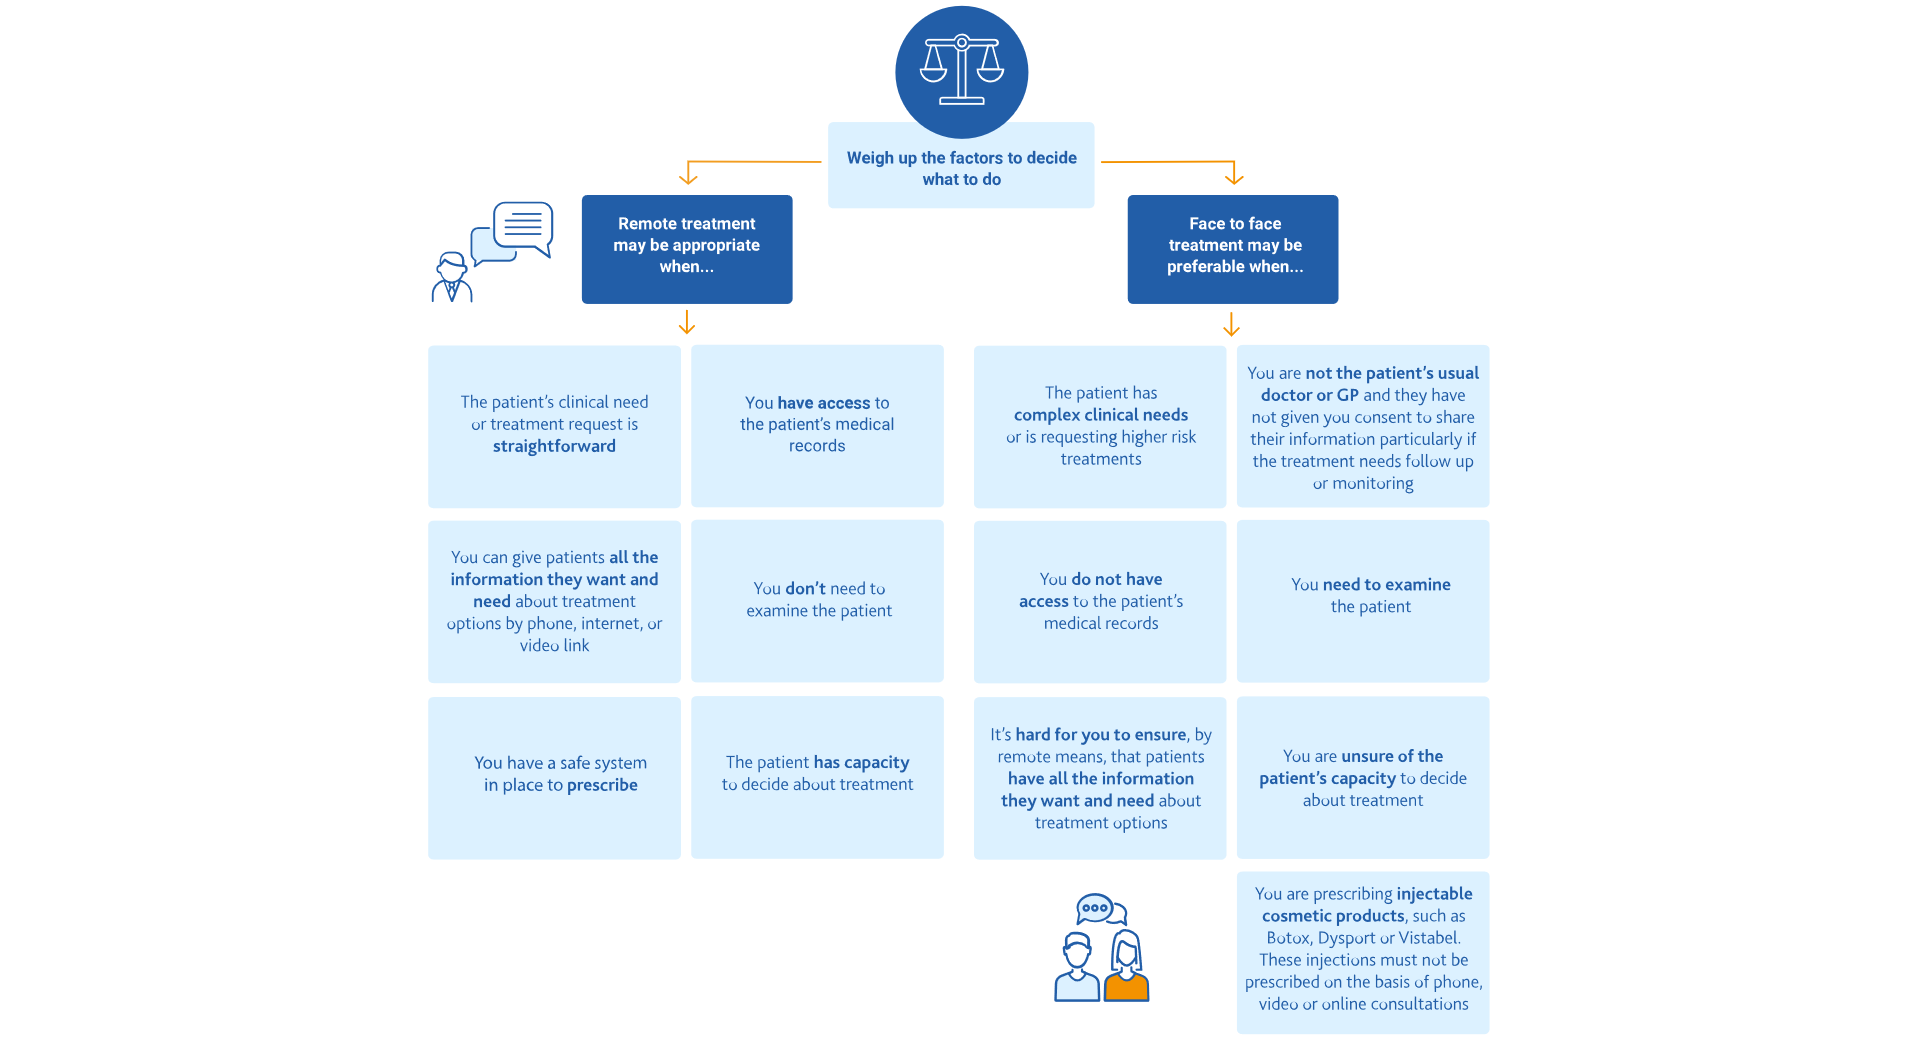 Weigh up the factors to decide
what to do
Remote treatment
may be appropriate
when...
Face to face
treatment may be
preferable when...
The patient's clinical need
or treatment request is
straightforward
You have access to
the patient's medical
records
The patient has
complex clinical needs
or is requesting higher risk
treatments
You are not the patient's usual
doctor or GP and they have
not given you consent to share
their information particularly if
the treatment needs follow up
or monitoring
You can give patients all the
information they want and
need about treatment
options by phone, internet, or
video link
You don't need to
examine the patient
You do not have
access to the patient's
medical records
You need to examine
the patient
You have a safe system
in place to prescribe
The patient has capacity
to decide about treatment
It's hard for you to ensure, by
remote means, that patients
have all the information
they want and need about
treatment options
You are unsure of the
patient's capacity to decide
about treatment
You are prescribing injectable
cosmetic products, such as
Botox, Dysport or Vistabel.
These injections must not be
prescribed on the basis of phone,
video or online consultations